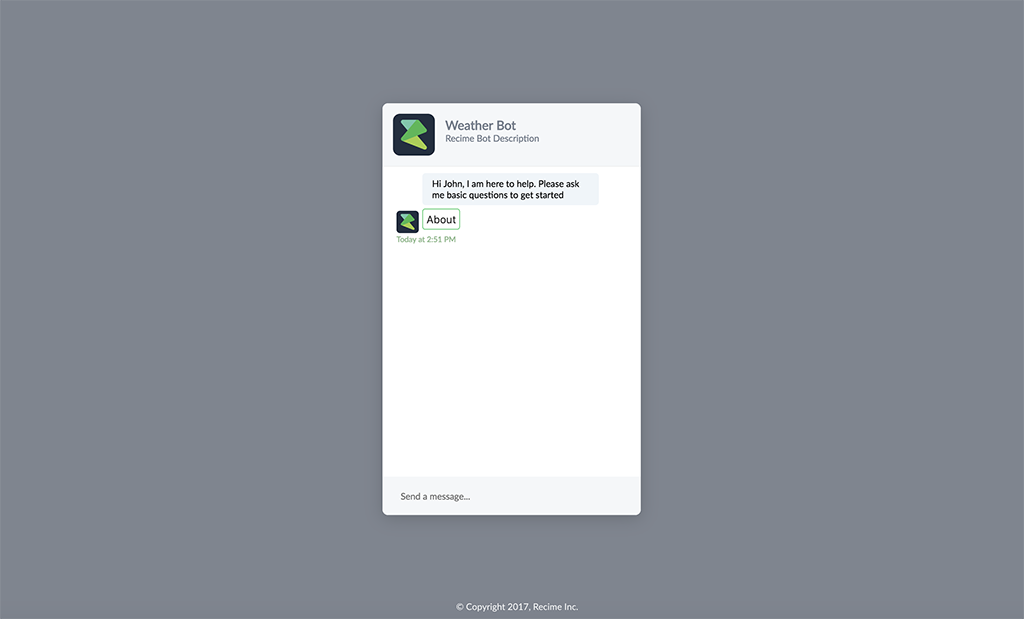 Weather Bot
Recime Bot Description
Hi John, I am here to help. Please ask
me basic questions to get started
About
Today at 2:51 PM
Send a message...
© Copyright 2017, Recime Inc.